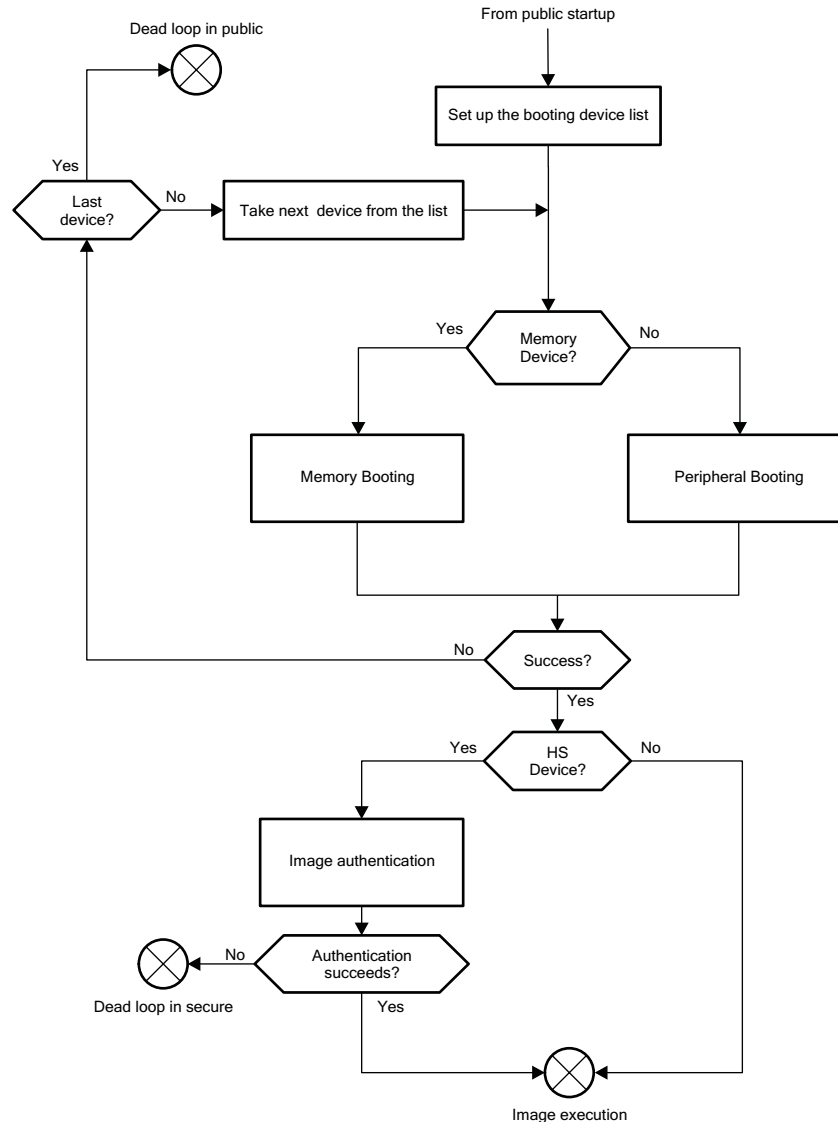 From public startup
Dead loop in public
Set up the booting device list
Yes
Last
device?
No
Take next device from the list
Yes
Memory
Device?
No
Memory Booting
Peripheral Booting
No
Success?
Yes
Yes
HS
Device?
No
Image authentication
No
Authentication
succeeds?
Dead loop in secure
Yes
Image execution